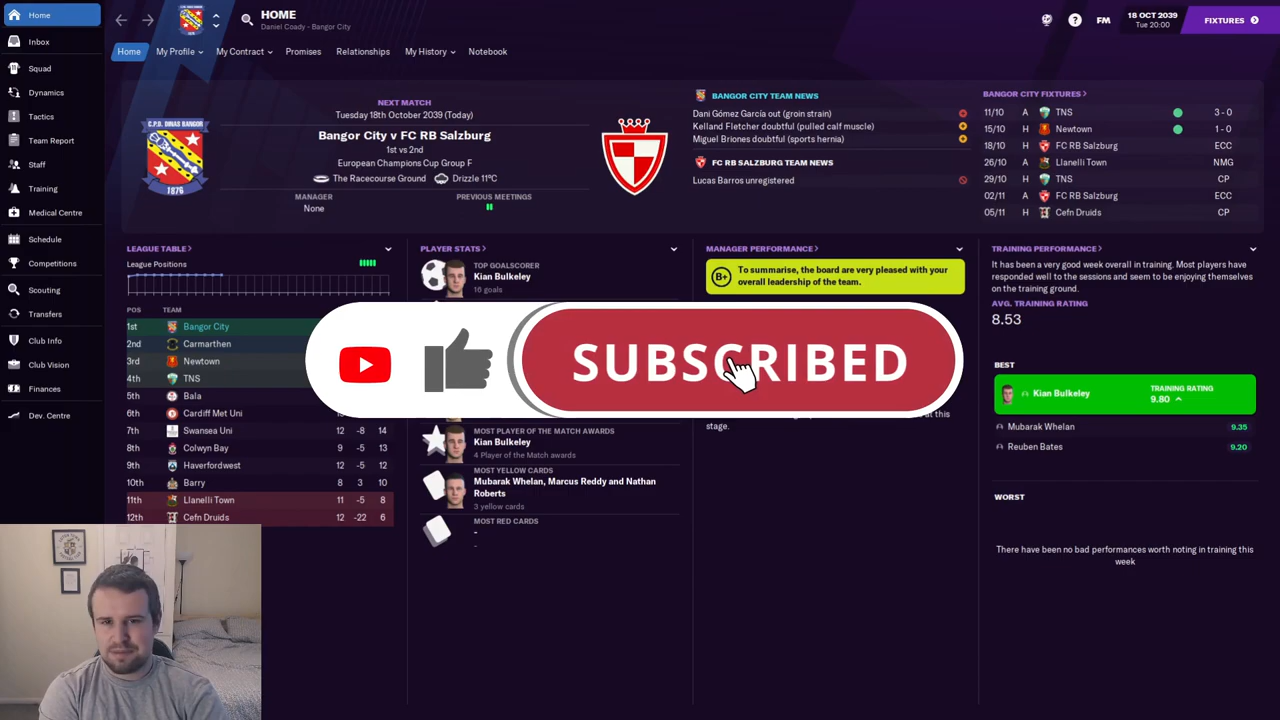 Home
HOME
Daniel Coady - Bangor City
18 OCT 2039
Tue 20:00
FM
FIXTURES
Home
My Profile
My Contract
Promises
Relationships
My History
Notebook
Inbox
Squad
Dynamics
Tactics
Team Report
Staff
Training
Medical Centre
Schedule
Competitions
Scouting
Transfers
Club Info
Club Vision
Finances
Dev. Centre
C.P.D. DINAS BANGOR
1876
NEXT MATCH
Tuesday 18th October 2039 (Today)
Bangor City v FC RB Salzburg
1st vs 2nd
European Champions Cup Group F
The Racecourse Ground
Drizzle 11°C
MANAGER
None
PREVIOUS MEETINGS
BANGOR CITY TEAM NEWS
Dani Gómez García out (groin strain)
Kelland Fletcher doubtful (pulled calf muscle)
Miguel Briones doubtful (sports hernia)
FC RB SALZBURG TEAM NEWS
Lucas Barros unregistered
BANGOR CITY FIXTURES
11/10 A TNS 3 - 0
15/10 H Newtown 1 - 0
18/10 H FC RB Salzburg ECC
26/10 A Llanelli Town NMG
29/10 H TNS CP
02/11 A FC RB Salzburg ECC
05/11 H Cefn Druids CP
LEAGUE TABLE
League Positions
POS TEAM
1st Bangor City
2nd Carmarthen
3rd Newtown
4th TNS
5th Bala
6th Cardiff Met Uni
7th Swansea Uni 12 -8 14
8th Colwyn Bay 9 -5 13
9th Haverfordwest 12 -5 12
10th Barry 8 3 10
11th Llanelli Town 11 -5 8
12th Cefn Druids 12 -22 6
PLAYER STATS
TOP GOALSCORER
Kian Bulkeley
16 goals
MOST PLAYER OF THE MATCH AWARDS
Kian Bulkeley
4 Player of the Match awards
MOST YELLOW CARDS
Mubarak Whelan, Marcus Reddy and Nathan
Roberts
3 yellow cards
MOST RED CARDS
-
-
MANAGER PERFORMANCE
B+
To summarise, the board are very pleased with your
overall leadership of the team.
at this
stage.
TRAINING PERFORMANCE
It has been a very good week overall in training. Most players have
responded well to the sessions and seem to be enjoying themselves
on the training ground.
AVG. TRAINING RATING
8.53
BEST
Kian Bulkeley
TRAINING RATING
9.80
Mubarak Whelan 9.35
Reuben Bates 9.20
WORST
There have been no bad performances worth noting in training this
week
SUBSCRIBED